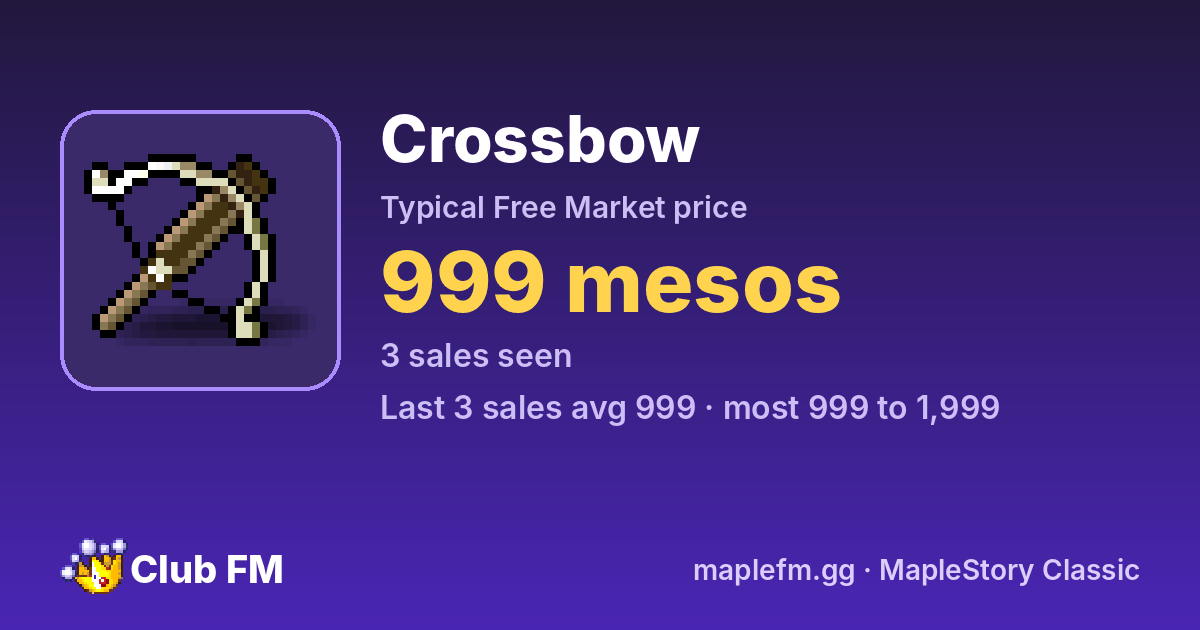 Crossbow
Typical Free Market price
999 mesos
3 sales seen
Last 3 sales avg 999 · most 999 to 1,999
Club FM
maplefm.gg · MapleStory Classic